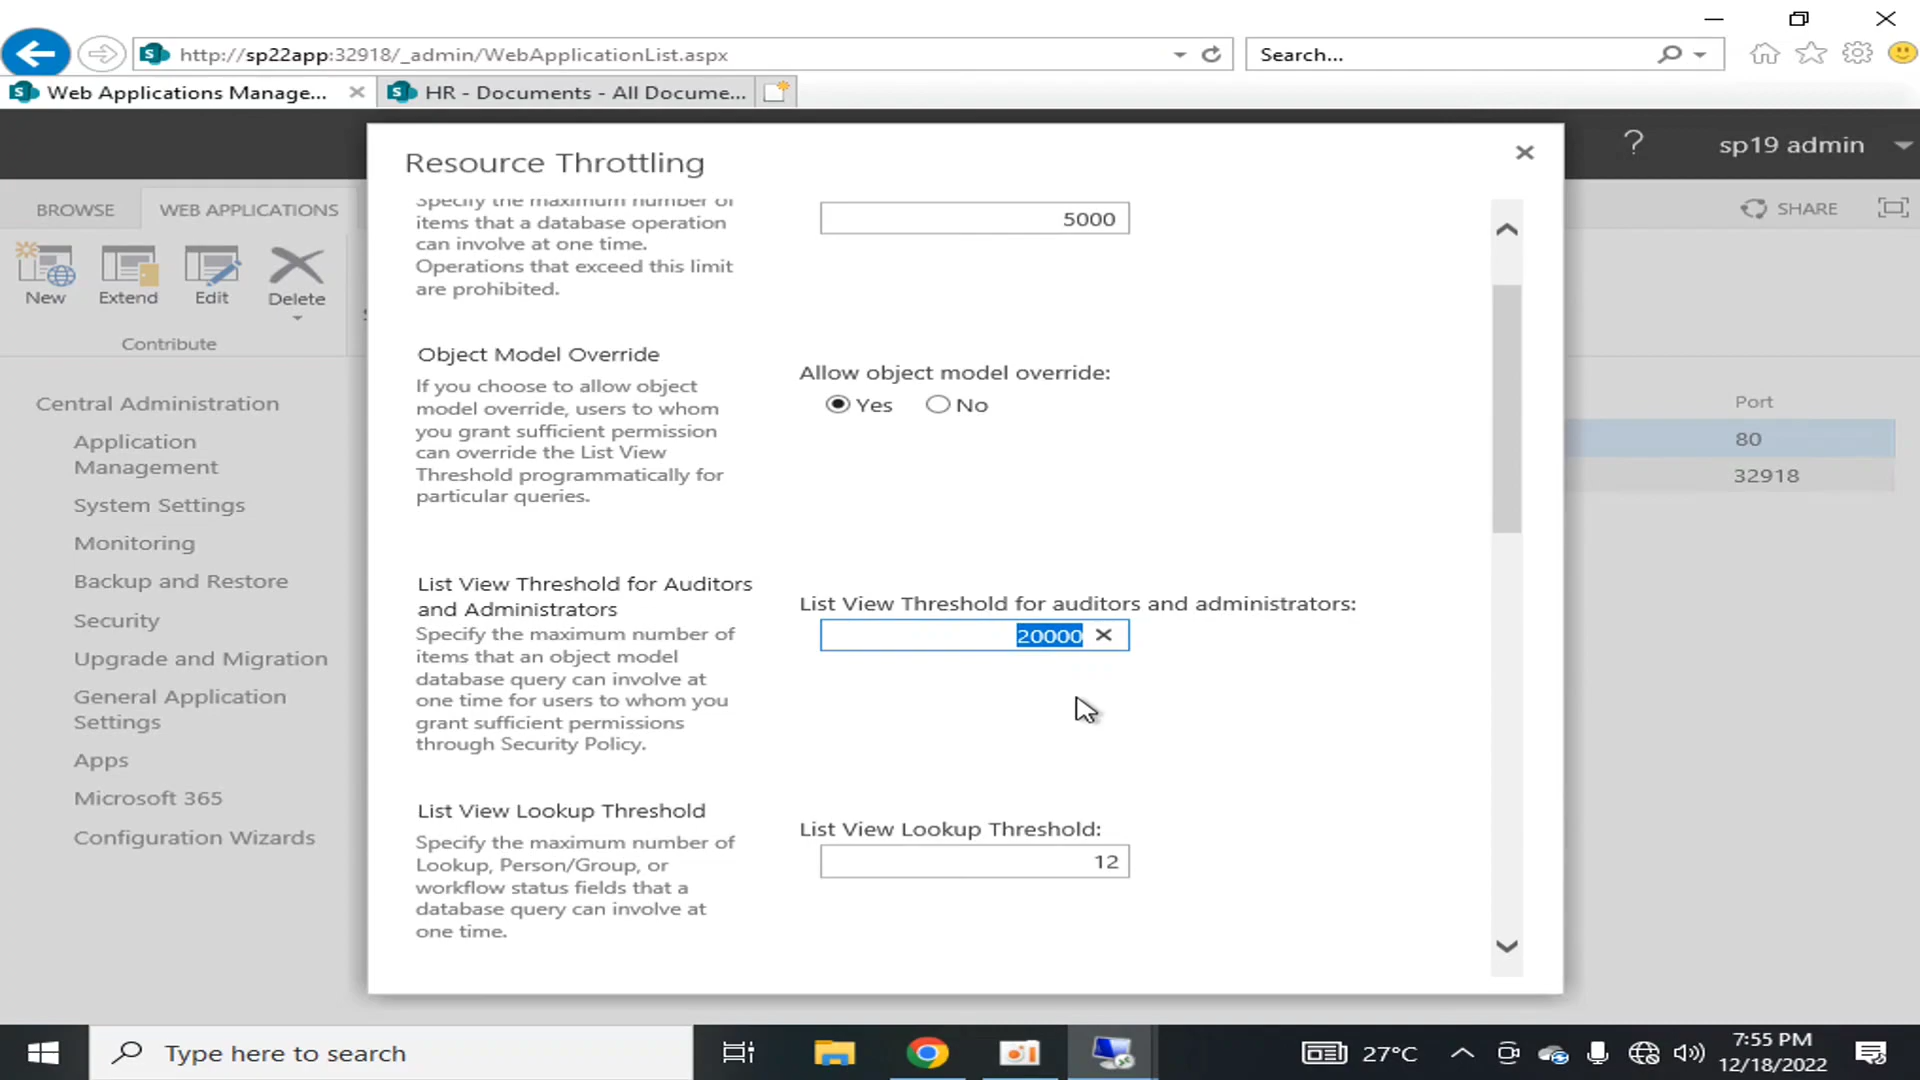 http://sp22app:32918/_admin/WebApplicationList.aspx
Search...
Web Applications Manage...
HR - Documents - All Docume...
Resource Throttling
sp19 admin
BROWSE
WEB APPLICATIONS
SHARE
New
Extend
Edit
Delete
Contribute
Central Administration
Application
Management
System Settings
Monitoring
Backup and Restore
Security
Upgrade and Migration
General Application
Settings
Apps
Microsoft 365
Configuration Wizards
Specify the maximum number of
items that a database operation
can involve at one time.
Operations that exceed this limit
are prohibited.
5000
Object Model Override
If you choose to allow object
model override, users to whom
you grant sufficient permission
can override the List View
Threshold programmatically for
particular queries.
Allow object model override:
Yes No
List View Threshold for Auditors
and Administrators
Specify the maximum number of
items that an object model
database query can involve at
one time for users to whom you
grant sufficient permissions
through Security Policy.
List View Threshold for auditors and administrators:
20000
List View Lookup Threshold
Specify the maximum number of
Lookup, Person/Group, or
workflow status fields that a
database query can involve at
one time.
List View Lookup Threshold:
12
Port
80
32918
Type here to search
27°C
7:55 PM
12/18/2022